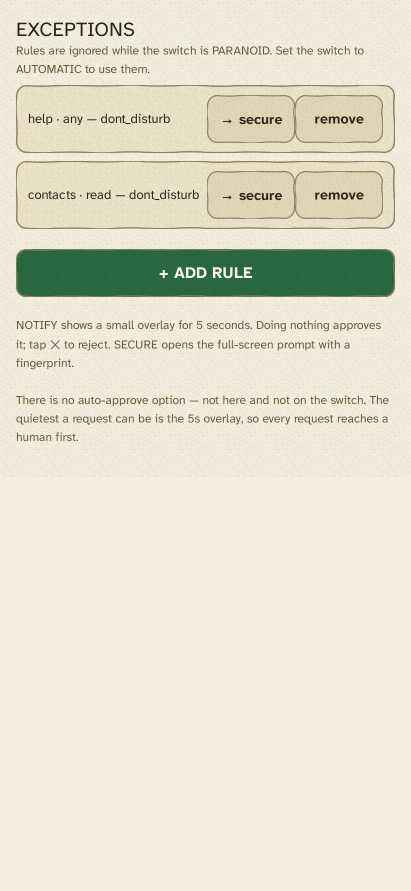 EXCEPTIONS
Rules are ignored while the switch is PARANOID. Set the switch to
AUTOMATIC to use them.
help · any — dont_disturb → secure remove
contacts · read — dont_disturb → secure remove
+ ADD RULE
NOTIFY shows a small overlay for 5 seconds. Doing nothing approves
it; tap ✕ to reject. SECURE opens the full-screen prompt with a
fingerprint.
There is no auto-approve option — not here and not on the switch. The
quietest a request can be is the 5s overlay, so every request reaches a
human first.